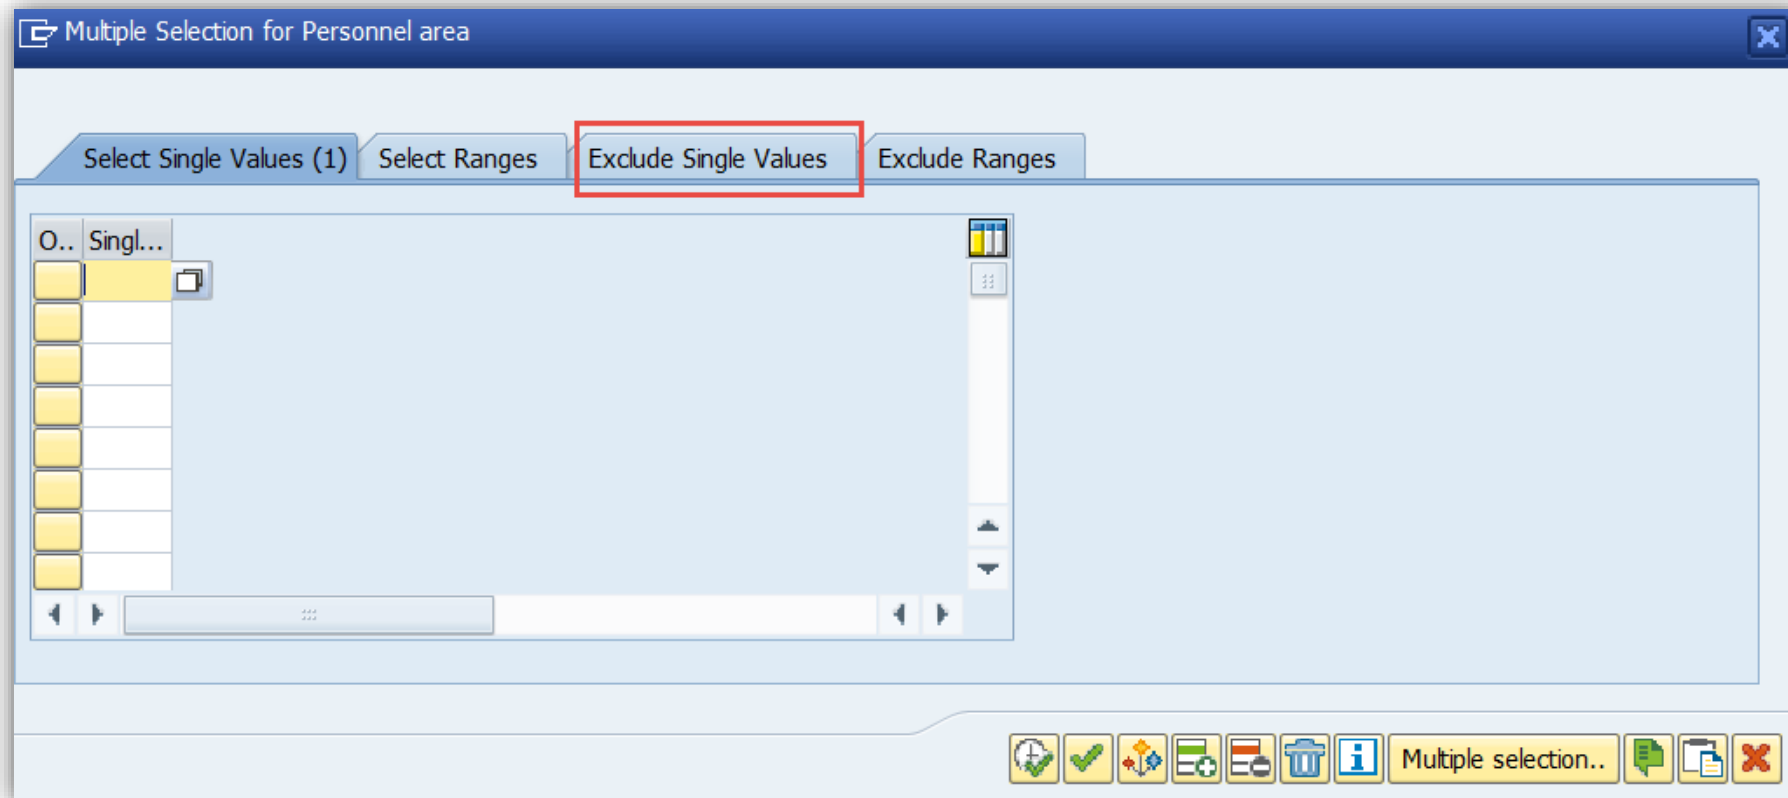 Multiple Selection for Personnel area
Select Single Values (1) Select Ranges Exclude Single Values Exclude Ranges
O.. Singl...
Multiple selection..